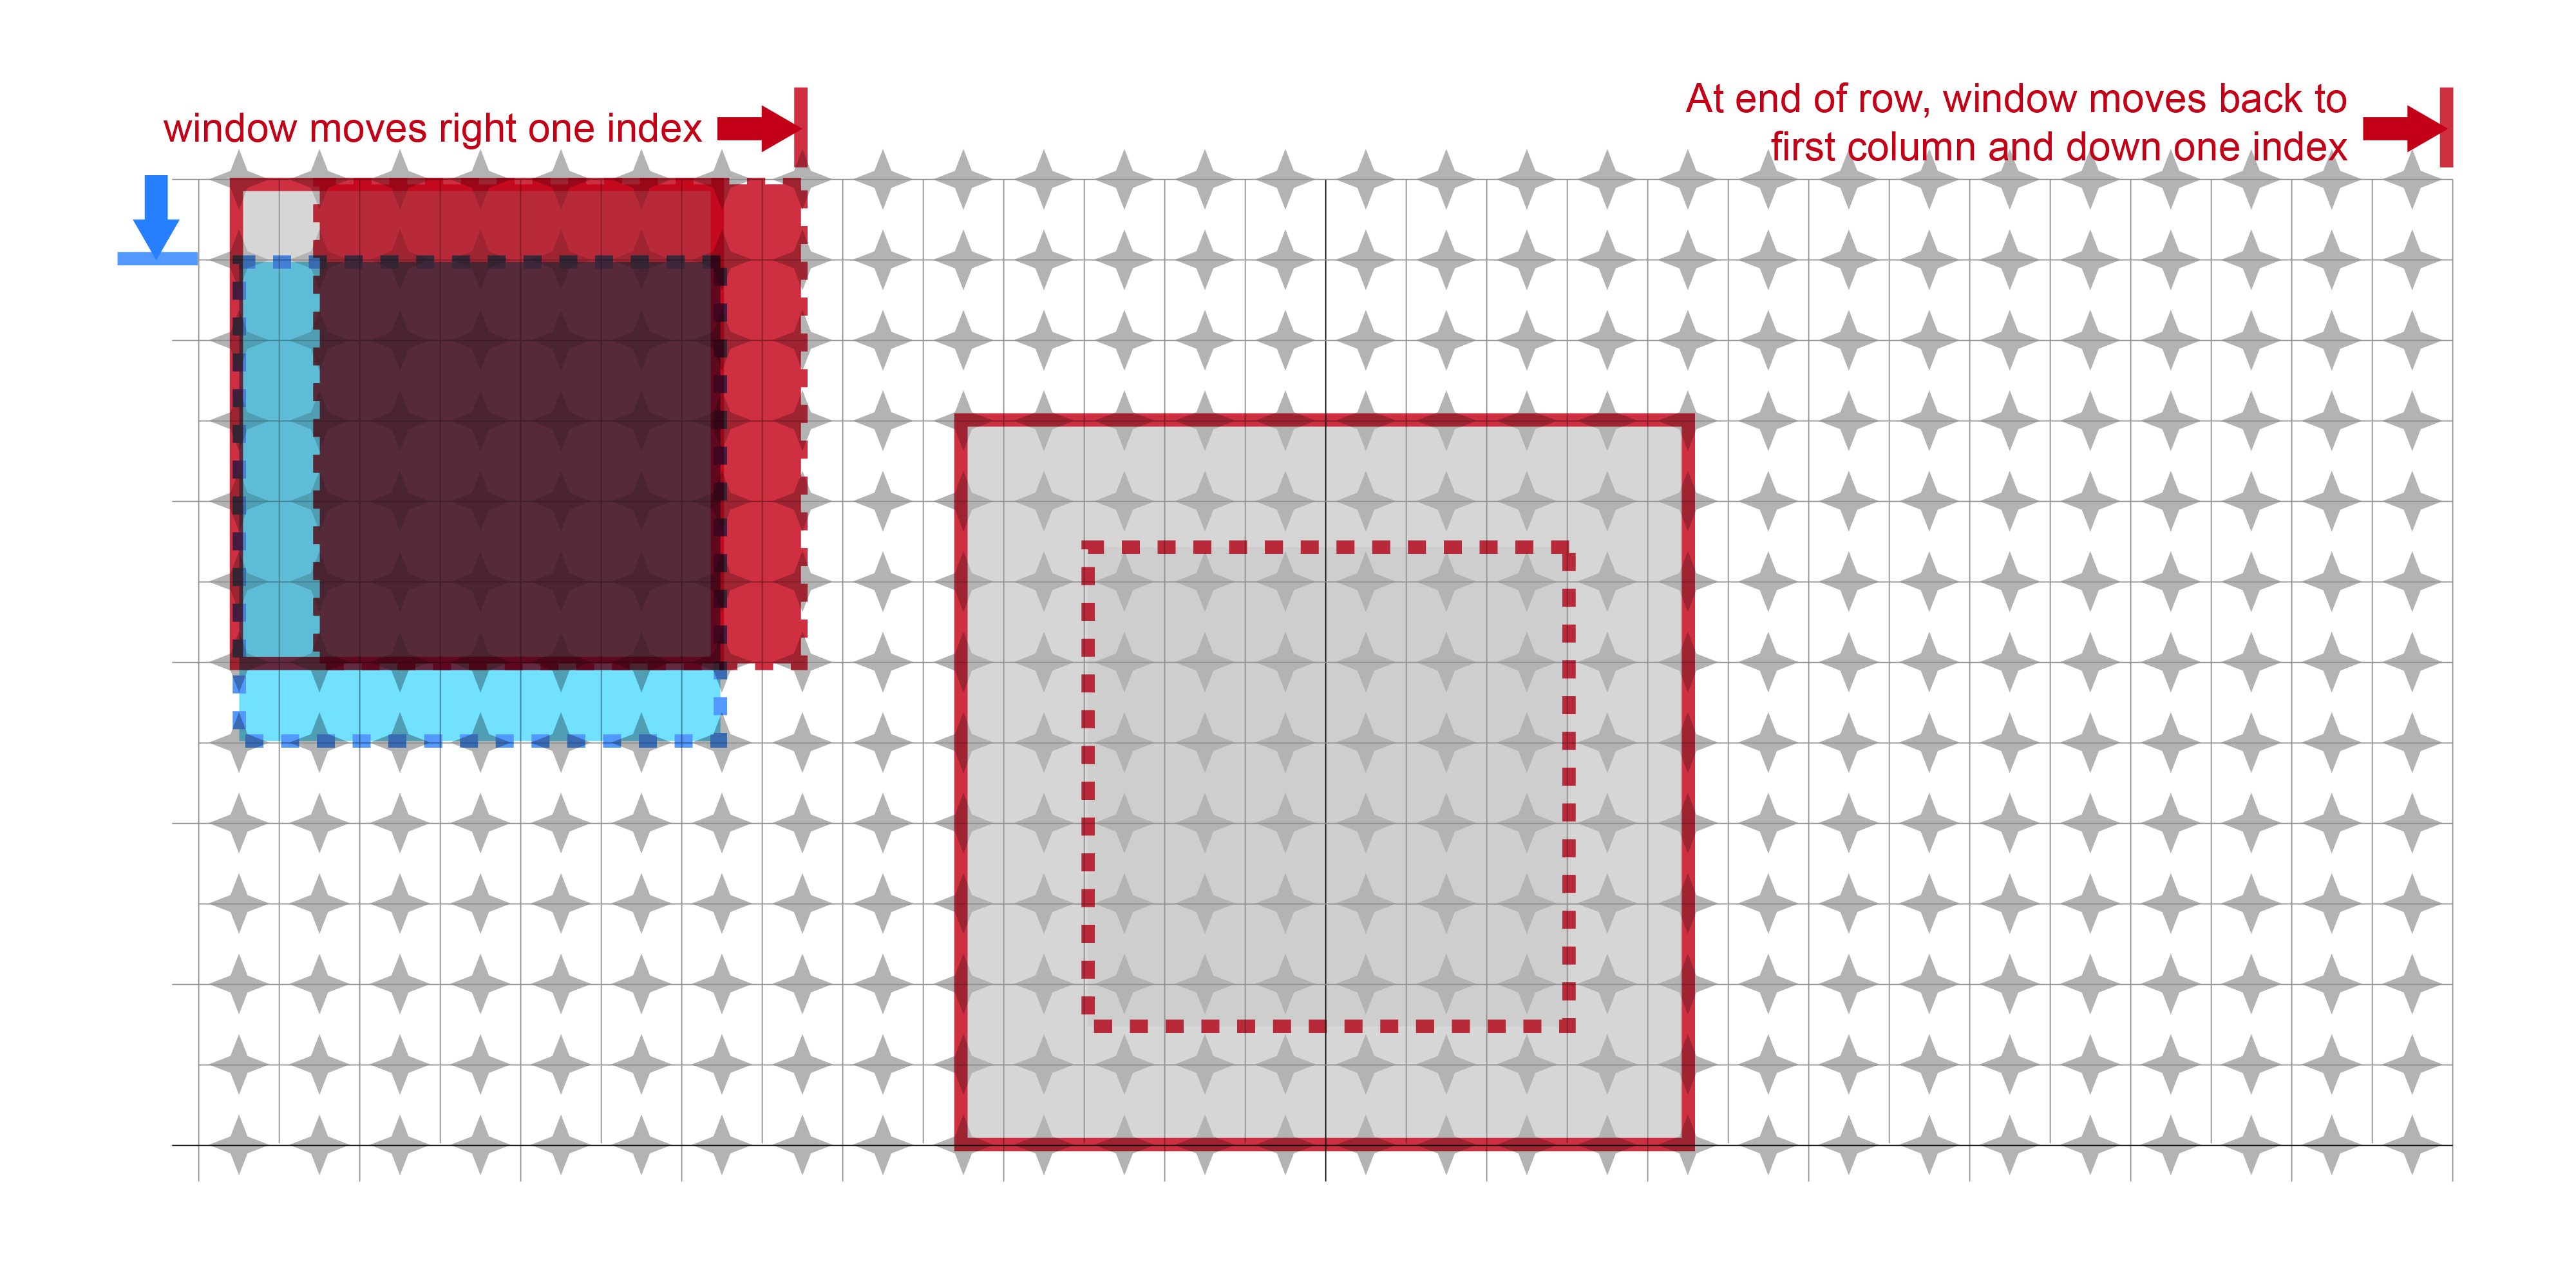 window moves right one index
At end of row, window moves back to
first column and down one index